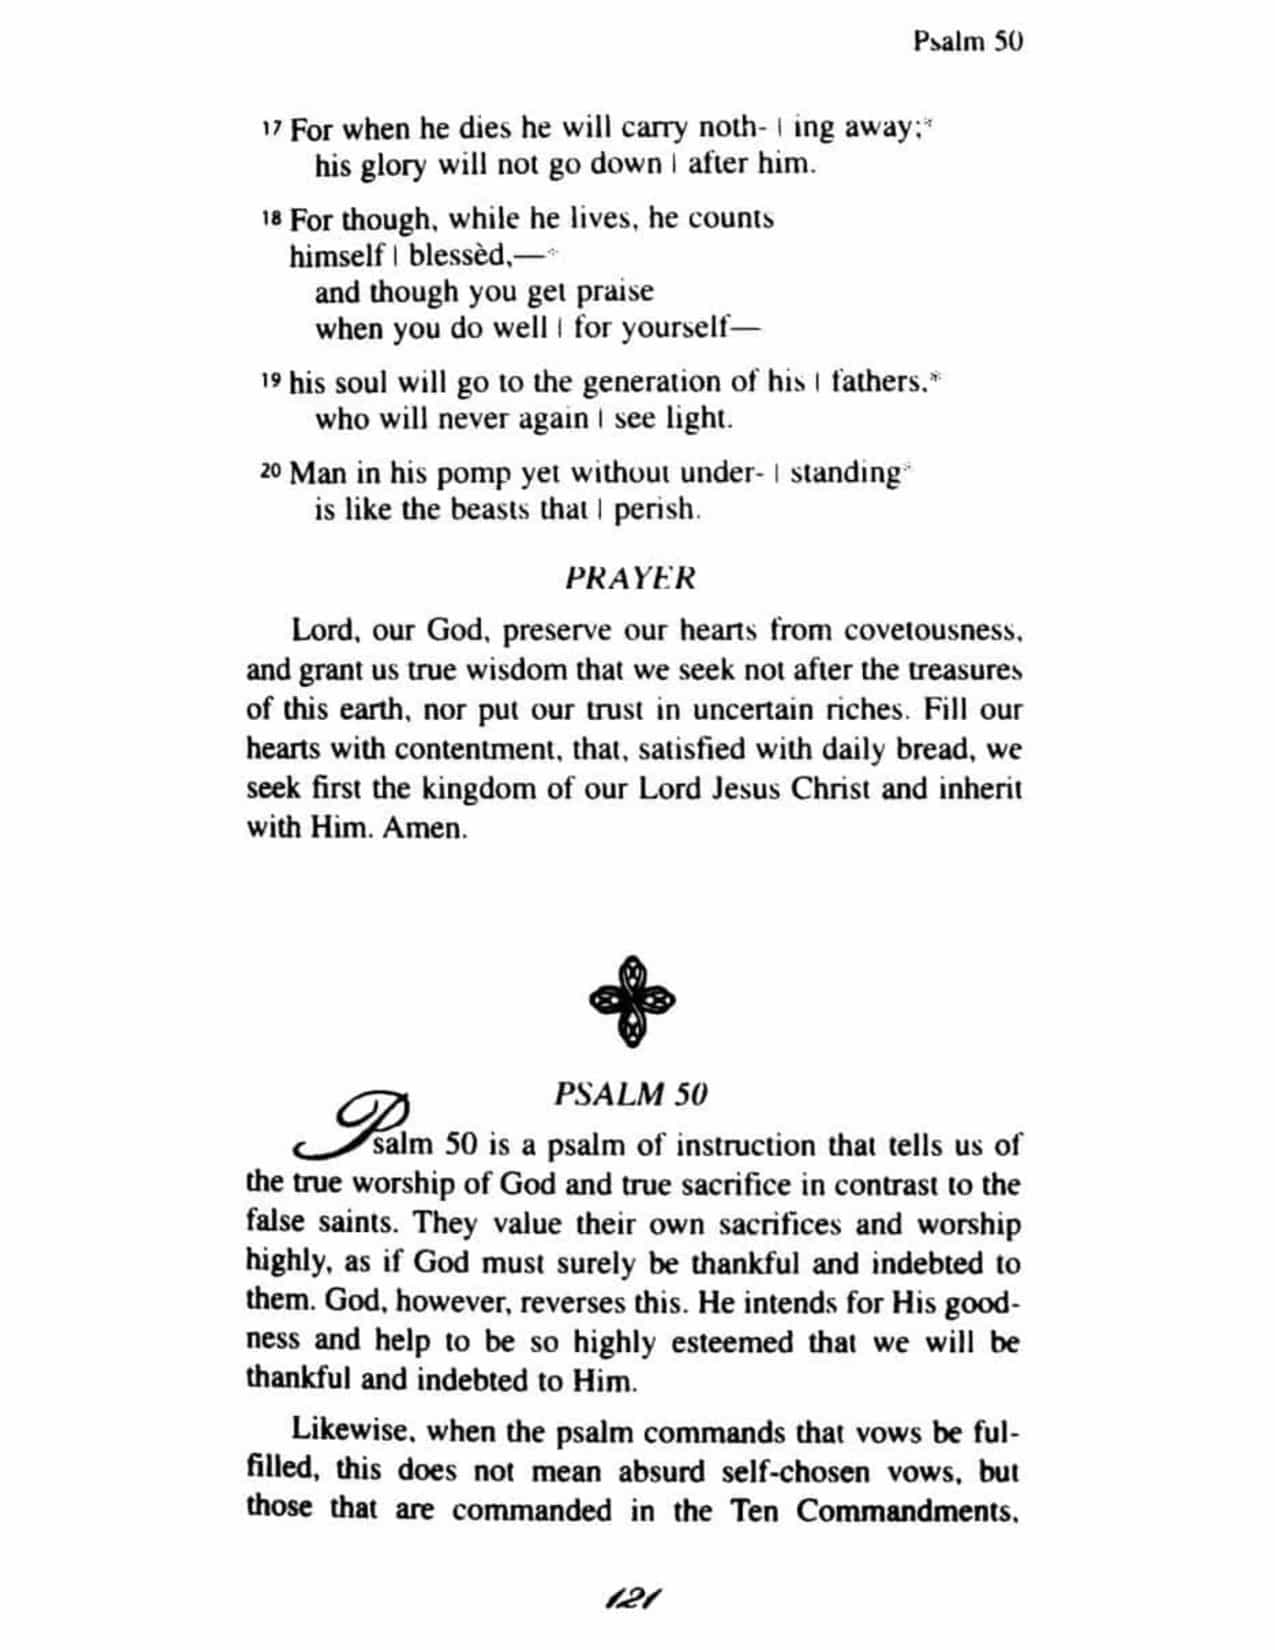 Psalm 50
17 For when he dies he will carry noth- | ing away;*
his glory will not go down | after him.
18 For though, while he lives, he counts
himself | blessèd,—*
and though you get praise
when you do well | for yourself—
19 his soul will go to the generation of his | fathers,*
who will never again | see light.
20 Man in his pomp yet without under- | standing*
is like the beasts that | perish.
PRAYER
Lord, our God, preserve our hearts from covetousness,
and grant us true wisdom that we seek not after the treasures
of this earth, nor put our trust in uncertain riches. Fill our
hearts with contentment, that, satisfied with daily bread, we
seek first the kingdom of our Lord Jesus Christ and inherit
with Him. Amen.
PSALM 50
Psalm 50 is a psalm of instruction that tells us of
the true worship of God and true sacrifice in contrast to the
false saints. They value their own sacrifices and worship
highly, as if God must surely be thankful and indebted to
them. God, however, reverses this. He intends for His good-
ness and help to be so highly esteemed that we will be
thankful and indebted to Him.
Likewise, when the psalm commands that vows be ful-
filled, this does not mean absurd self-chosen vows, but
those that are commanded in the Ten Commandments,
121